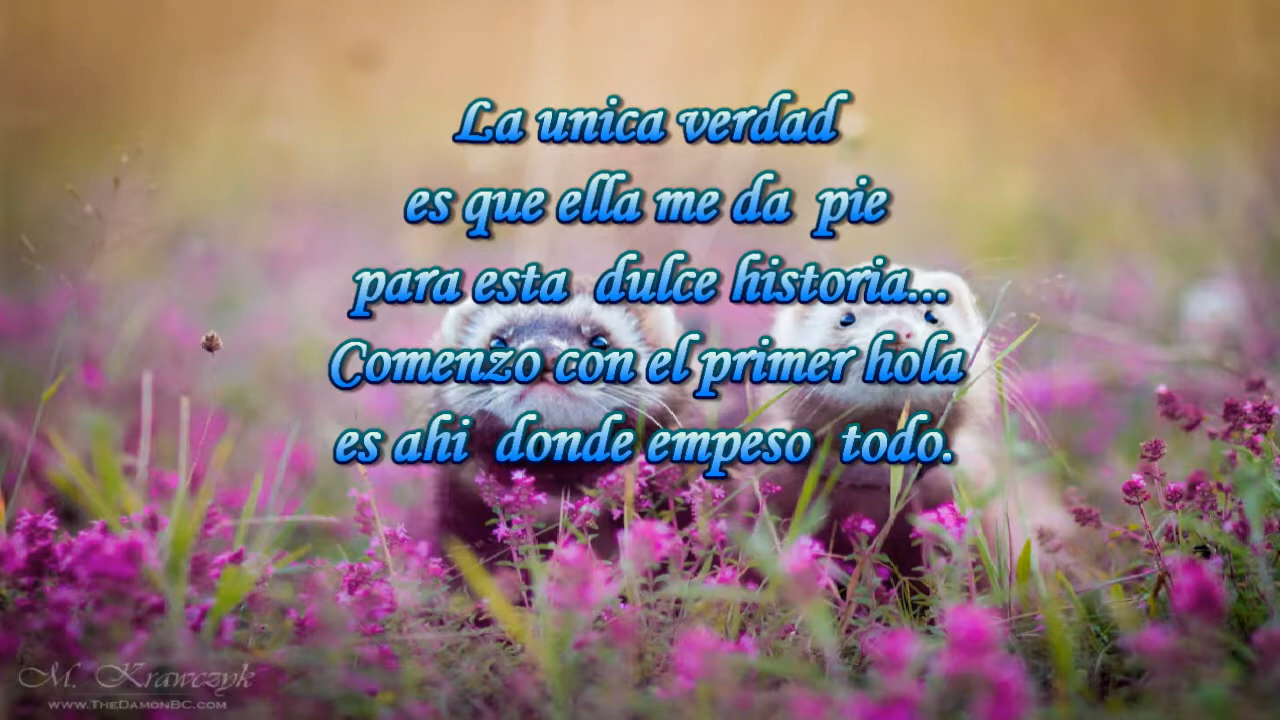 La unica verdad
es que ella me da pie
para esta dulce historia...
Comenzo con el primer hola
es ahi donde empeso todo.
M. Krawczyk
www.TheDamonBC.com